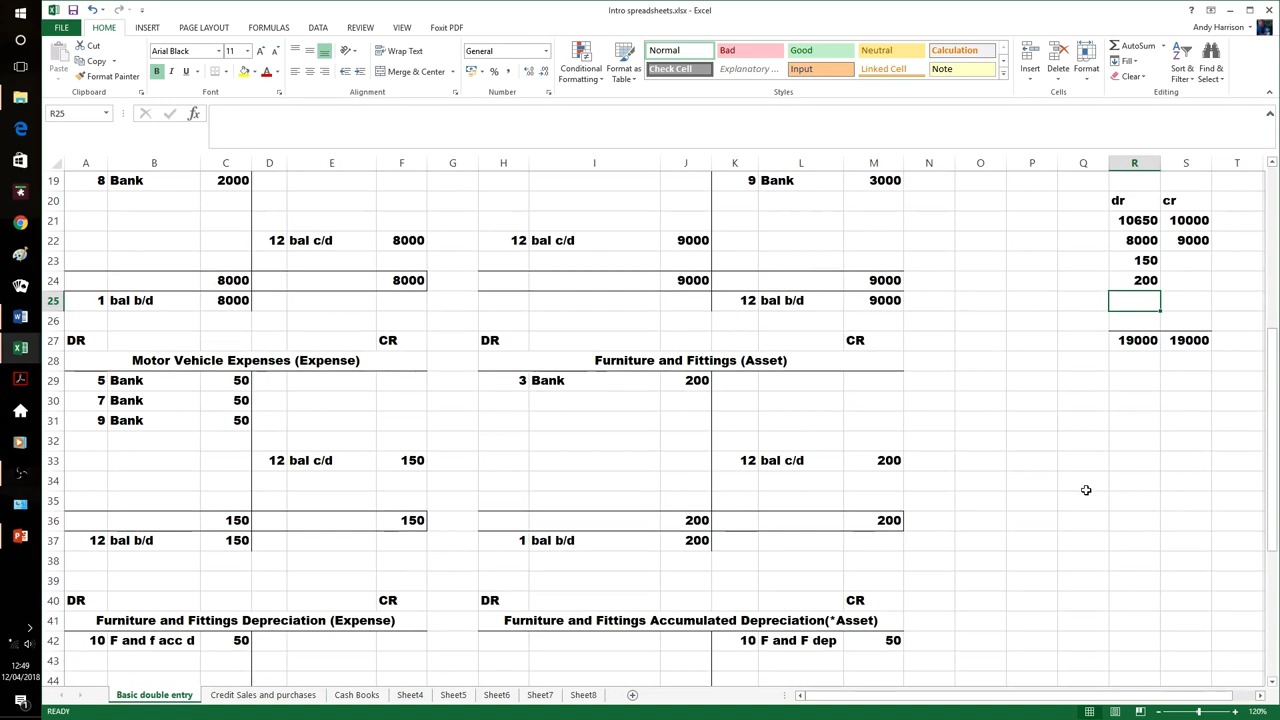 Intro spreadsheets.xlsx - Excel
FILE HOME INSERT PAGE LAYOUT FORMULAS DATA REVIEW VIEW Foxit PDF Andy Harrison
Paste Cut Copy Format Painter Clipboard
Arial Black 11 Font
Wrap Text Merge & Center Alignment
General Number
Conditional Formatting Format as Table
Normal Bad Good Neutral Calculation
Check Cell Explanatory ... Input Linked Cell Note
Styles
Insert Delete Format Cells
AutoSum Fill Clear Sort & Filter Find & Select Editing
R25 fx
A B C D E F G H I J K L M N O P Q R S T
19 8 Bank 2000 9 Bank 3000
20 dr cr
21 10650 10000
22 12 bal c/d 8000 12 bal c/d 9000 8000 9000
23 150
24 8000 8000 9000 9000 200
25 1 bal b/d 8000 12 bal b/d 9000
26
27 DR CR DR CR 19000 19000
28 Motor Vehicle Expenses (Expense) Furniture and Fittings (Asset)
29 5 Bank 50 3 Bank 200
30 7 Bank 50
31 9 Bank 50
32
33 12 bal c/d 150 12 bal c/d 200
34
35
36 150 150 200 200
37 12 bal b/d 150 1 bal b/d 200
38
39
40 DR CR DR CR
41 Furniture and Fittings Depreciation (Expense) Furniture and Fittings Accumulated Depreciation(*Asset)
42 10 F and f acc d 50 10 F and F dep 50
43
44
12:49
12/04/2018
Basic double entry Credit Sales and purchases Cash Books Sheet4 Sheet5 Sheet6 Sheet7 Sheet8
READY 120%